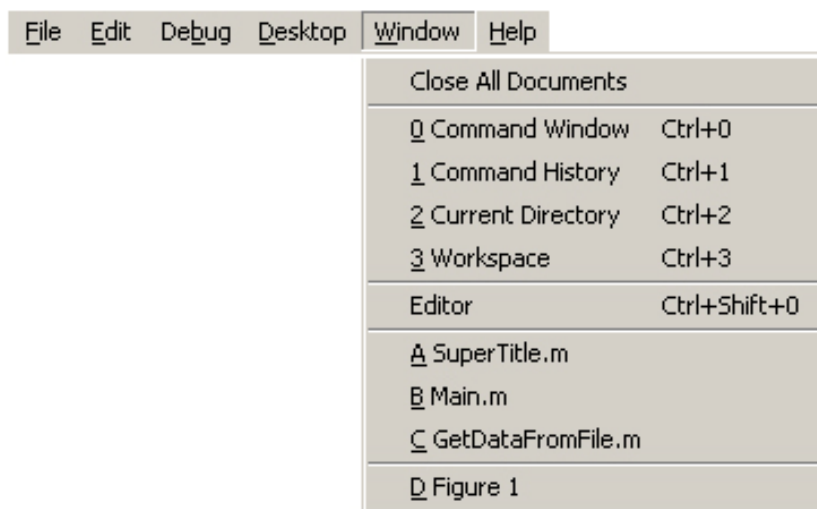 File Edit Debug Desktop Window Help
Close All Documents
0 Command Window Ctrl+0
1 Command History Ctrl+1
2 Current Directory Ctrl+2
3 Workspace Ctrl+3
Editor Ctrl+Shift+0
A SuperTitle.m
B Main.m
C GetDataFromFile.m
D Figure 1